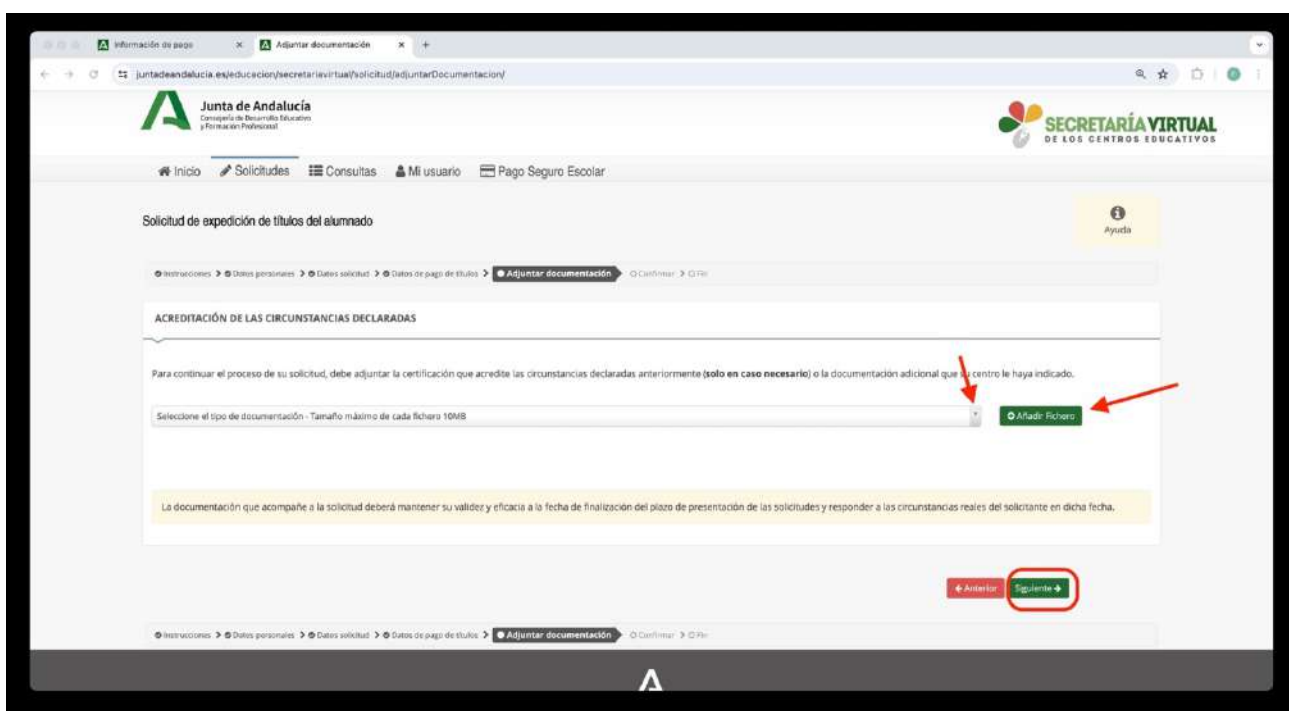 Información de pago
Adjuntar documentación
juntadeandalucia.es/educacion/secretariavirtual/solicitud/adjuntarDocumentacion/
Junta de Andalucía
Consejería de Desarrollo Educativo
y Formación Profesional
SECRETARÍA VIRTUAL
DE LOS CENTROS EDUCATIVOS
Inicio Solicitudes Consultas Mi usuario Pago Seguro Escolar
Solicitud de expedición de títulos del alumnado
Ayuda
Instrucciones > Datos personales > Datos solicitud > Datos de pago de títulos > Adjuntar documentación Confirmar > Fin
ACREDITACIÓN DE LAS CIRCUNSTANCIAS DECLARADAS
Para continuar el proceso de su solicitud, debe adjuntar la certificación que acredite las circunstancias declaradas anteriormente (solo en caso necesario) o la documentación adicional que su centro le haya indicado.
Seleccione el tipo de documentación - Tamaño máximo de cada fichero 10MB
Añadir Fichero
La documentación que acompañe a la solicitud deberá mantener su validez y eficacia a la fecha de finalización del plazo de presentación de las solicitudes y responder a las circunstancias reales del solicitante en dicha fecha.
Anterior Siguiente
Instrucciones > Datos personales > Datos solicitud > Datos de pago de títulos > Adjuntar documentación Confirmar > Fin